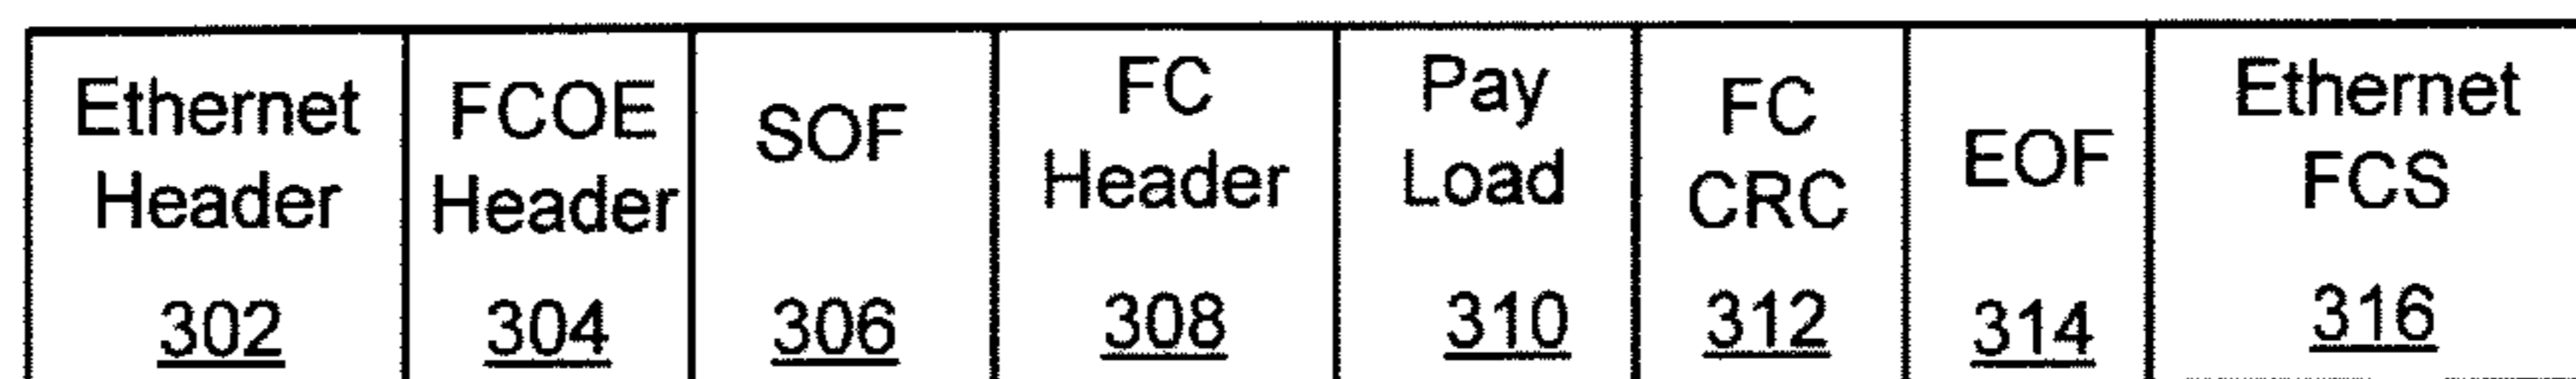 Ethernet
Header
302
FCOE
Header
304
SOF
306
FC
Header
308
Pay
Load
310
FC
CRC
312
EOF
314
Ethernet
FCS
316